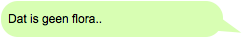 Dat is geen flora..